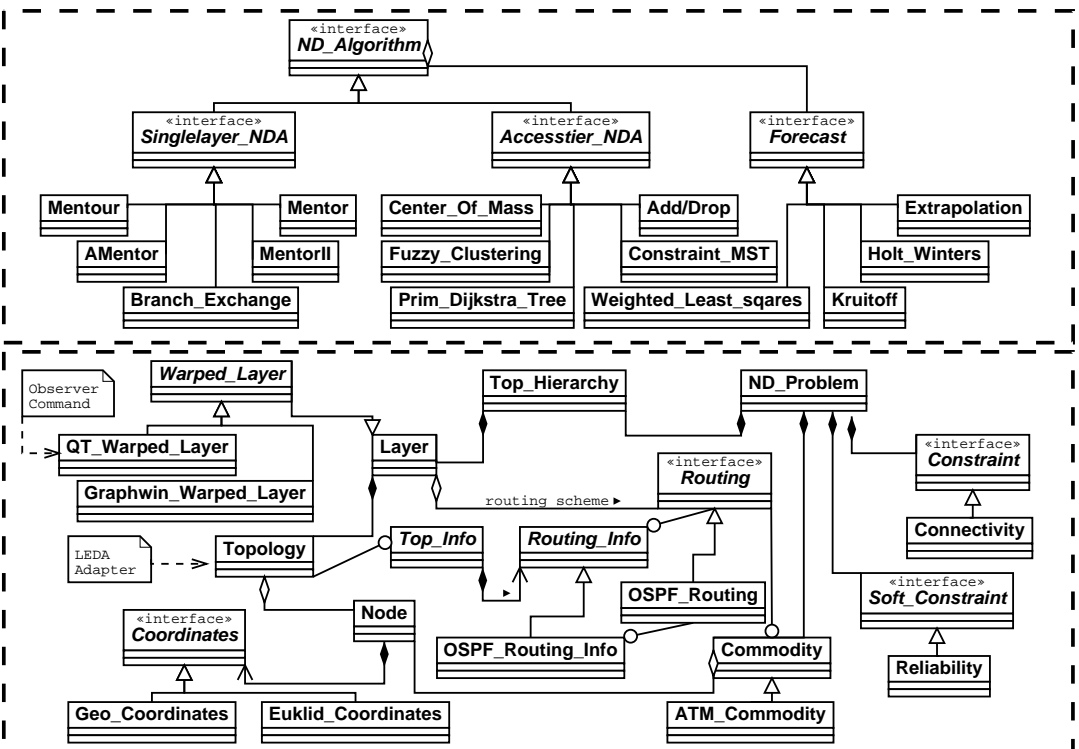 «interface»
ND_Algorithm
«interface»
Singlelayer_NDA
«interface»
Accesstier_NDA
«interface»
Forecast
Mentour
Mentor
Center_Of_Mass
Add/Drop
Extrapolation
AMentor
MentorII
Fuzzy_Clustering
Constraint_MST
Holt_Winters
Branch_Exchange
Prim_Dijkstra_Tree
Weighted_Least_sqares
Kruitoff
Observer
Command
Warped_Layer
Top_Hierarchy
ND_Problem
QT_Warped_Layer
Layer
«interface»
Routing
«interface»
Constraint
Graphwin_Warped_Layer
routing scheme ►
Connectivity
LEDA
Adapter
Topology
Top_Info
Routing_Info
►
«interface»
Soft_Constraint
OSPF_Routing
Node
«interface»
Coordinates
OSPF_Routing_Info
Commodity
Reliability
Geo_Coordinates
Euklid_Coordinates
ATM_Commodity